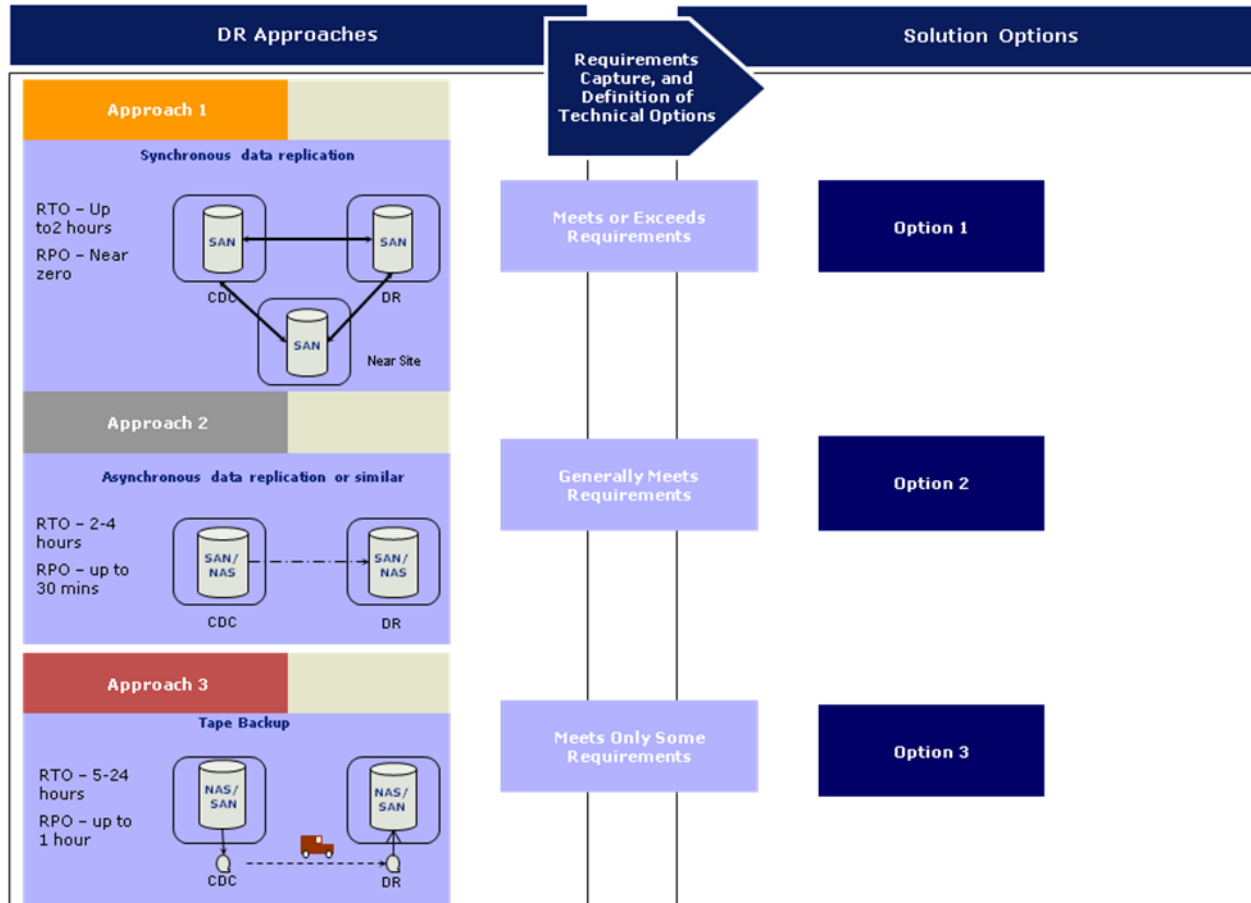 DR Approaches
Requirements
Capture, and
Definition of
Technical Options
Solution Options
Approach 1
Synchronous data replication
RTO – Up
to2 hours
RPO – Near
zero
SAN
SAN
CDC
DR
SAN
Near Site
Meets or Exceeds
Requirements
Option 1
Approach 2
Asynchronous data replication or similar
RTO – 2-4
hours
RPO – up to
30 mins
SAN/
NAS
SAN/
NAS
CDC
DR
Generally Meets
Requirements
Option 2
Approach 3
Tape Backup
RTO – 5-24
hours
RPO – up to
1 hour
NAS/
SAN
NAS/
SAN
CDC
DR
Meets Only Some
Requirements
Option 3